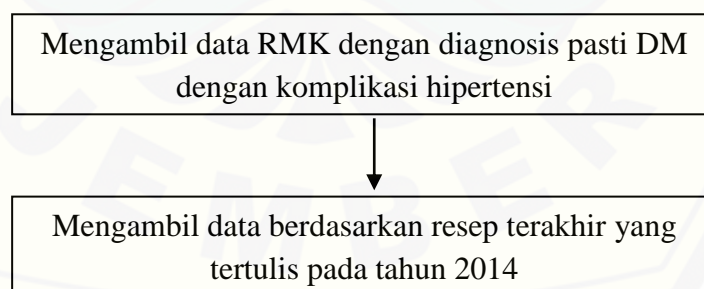 Mengambil data RMK dengan diagnosis pasti DM
dengan komplikasi hipertensi
JEMBER
Mengambil data berdasarkan resep terakhir yang
tertulis pada tahun 2014